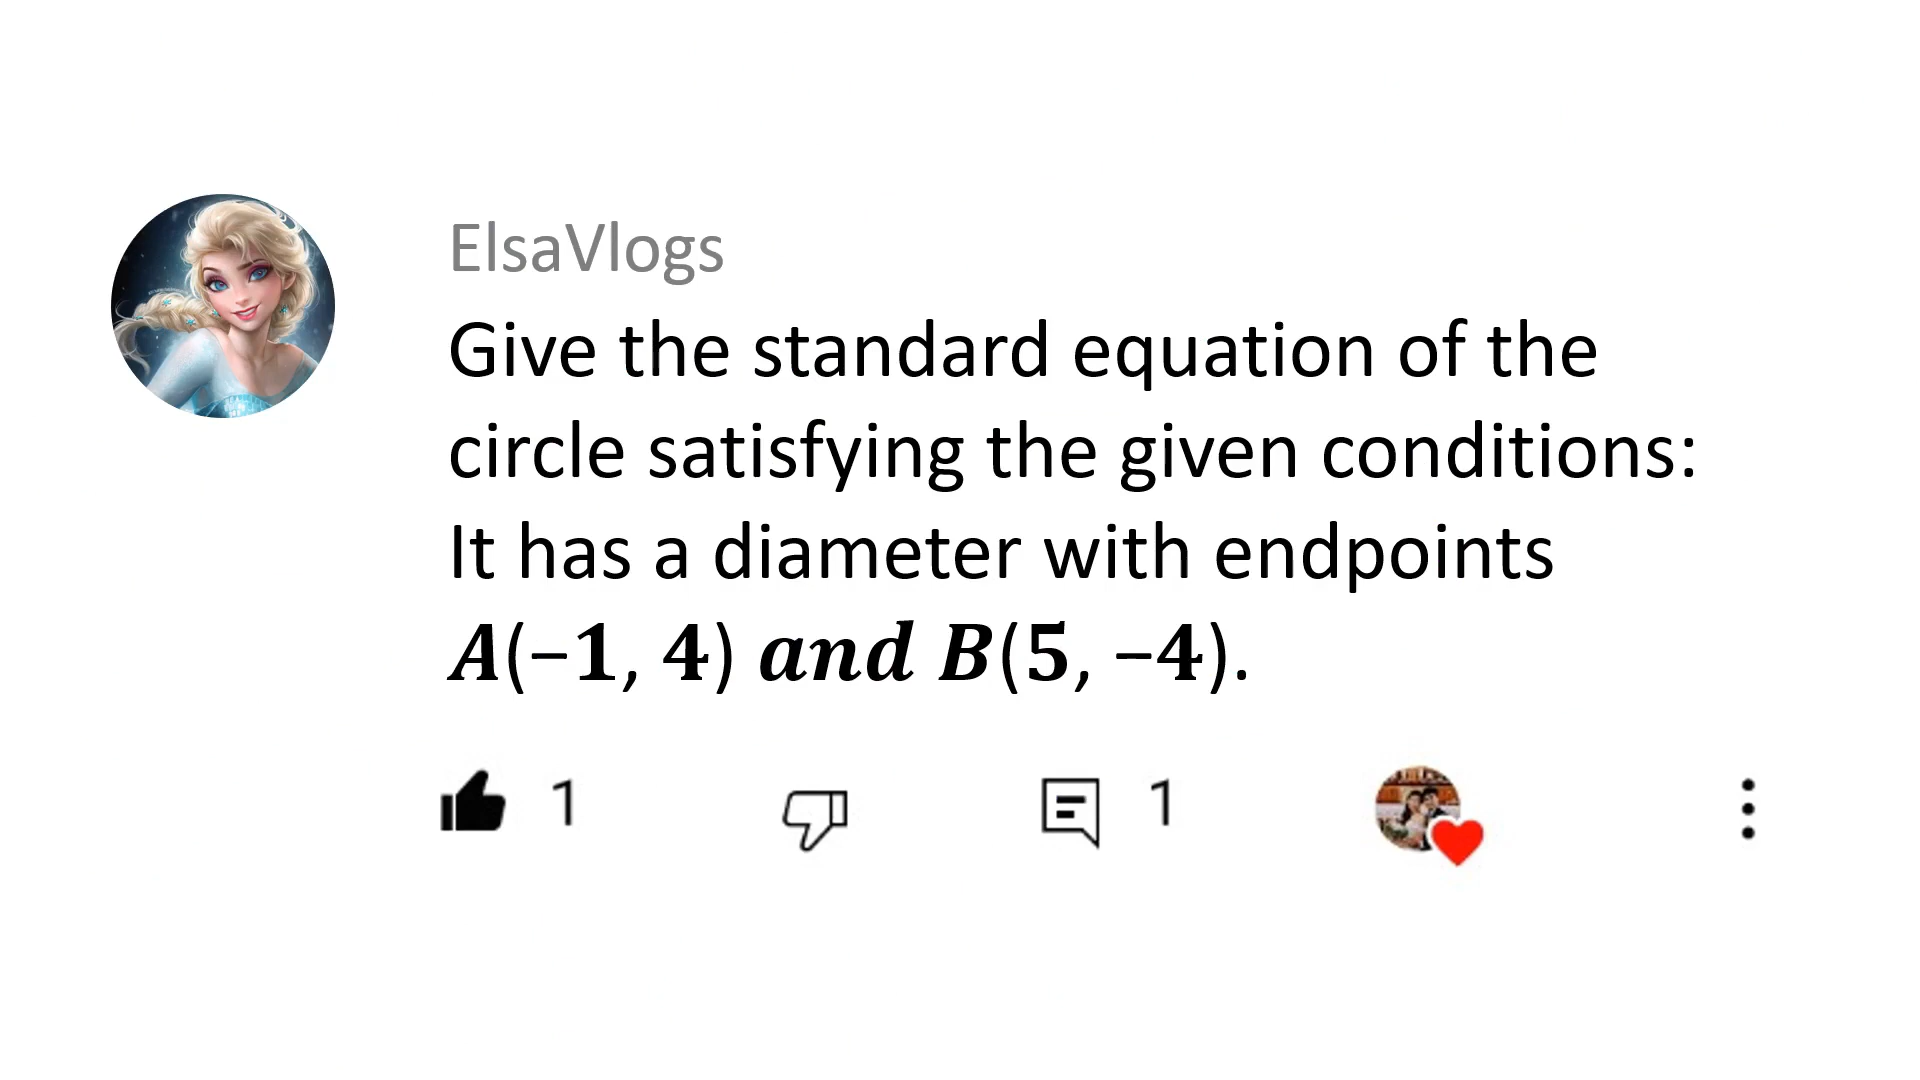 ElsaVlogs
Give the standard equation of the
circle satisfying the given conditions:
It has a diameter with endpoints
A(−1, 4) and B(5, −4).
1 1